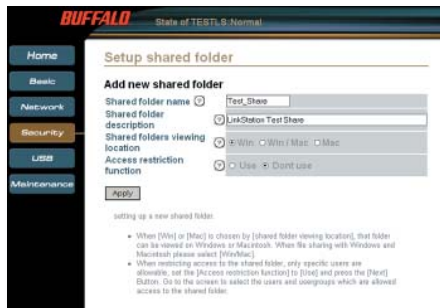 BUFFALO
State of TESTLS:Normal
Home
Basic
Network
Security
USB
Maintenance
Setup shared folder
Add new shared folder
Shared folder name ? Test_Share
Shared folder description ? LinkStation Test Share
Shared folders viewing location ? Win Win / Mac Mac
Access restriction function ? Use Dont use
Apply
setting up a new shared folder.
When [Win] or [Mac] is chosen by [shared folder viewing location], that folder
can be viewed on Windows or Macintosh. When file sharing with Windows and
Macintosh please select [Win/Mac].
When restricting access to the shared folder, only specific users are
allowable, set the [Access restriction function] to [Use] and press the [Next]
Button. Go to the screen to select the users and usergroups which are allowed
access to the shared folder.